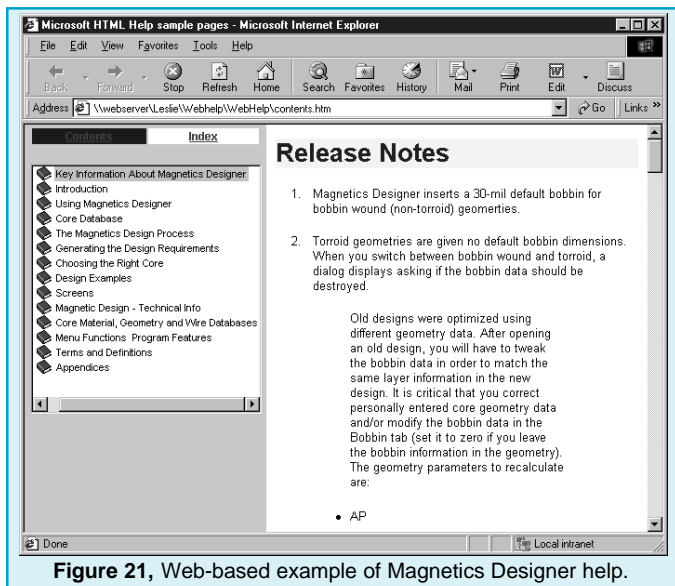 Microsoft HTML Help sample pages - Microsoft Internet Explorer
File Edit View Favorites Tools Help
Back Forward Stop Refresh Home Search Favorites History Mail Print Edit Discuss
Address \\webserver\Leslie\Webhelp\WebHelp\contents.htm Go Links »
Contents Index
Key Information About Magnetics Designer
Introduction
Using Magnetics Designer
Core Database
The Magnetics Design Process
Generating the Design Requirements
Choosing the Right Core
Design Examples
Screens
Magnetic Design - Technical Info
Core Material, Geometry and Wire Databases
Menu Functions Program Features
Terms and Definitions
Appendices
Release Notes
1. Magnetics Designer inserts a 30-mil default bobbin for
bobbin wound (non-torroid) geomerties.
2. Torroid geometries are given no default bobbin dimensions.
When you switch between bobbin wound and torroid, a
dialog displays asking if the bobbin data should be
destroyed.
Old designs were optimized using
different geometry data. After opening
an old design, you will have to tweak
the bobbin data in order to match the
same layer information in the new
design. It is critical that you correct
personally entered core geometry data
and/or modify the bobbin data in the
Bobbin tab (set it to zero if you leave
the bobbin information in the geometry).
The geometry parameters to recalculate
are:
• AP
Done Local intranet
Figure 21, Web-based example of Magnetics Designer help.